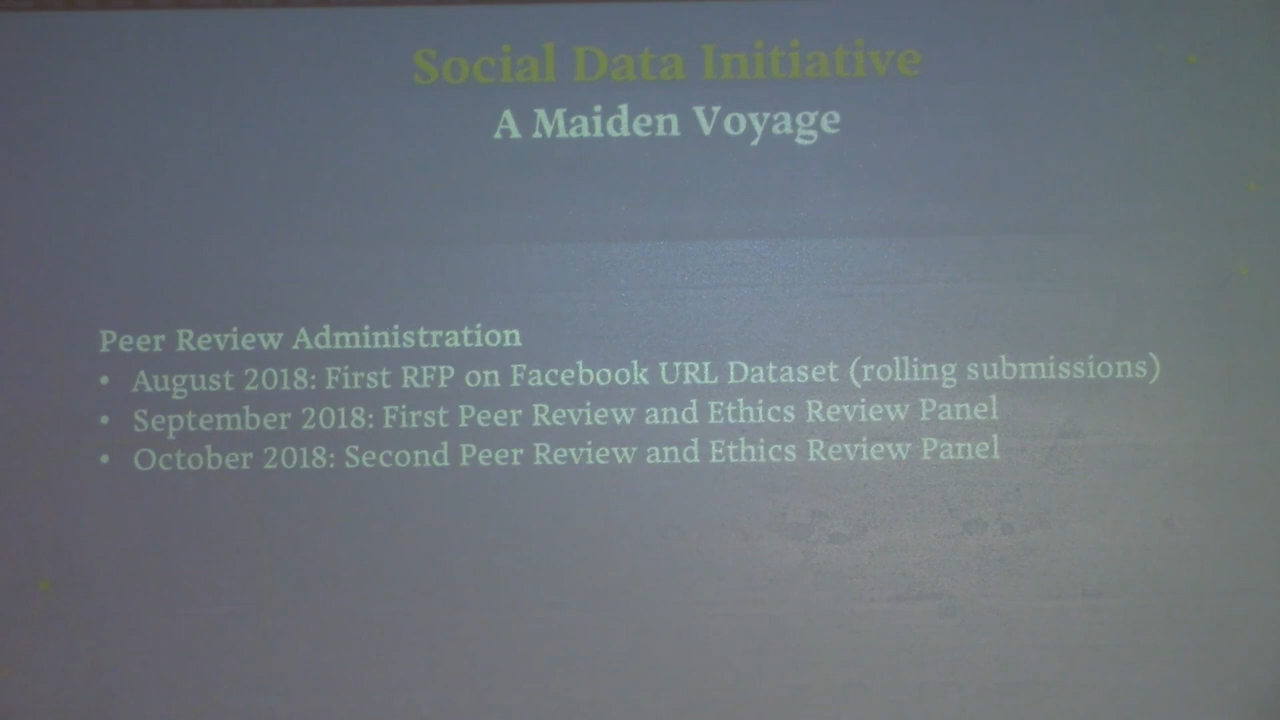 Social Data Initiative
A Maiden Voyage
Peer Review Administration
• August 2018: First RFP on Facebook URL Dataset (rolling submissions)
• September 2018: First Peer Review and Ethics Review Panel
• October 2018: Second Peer Review and Ethics Review Panel